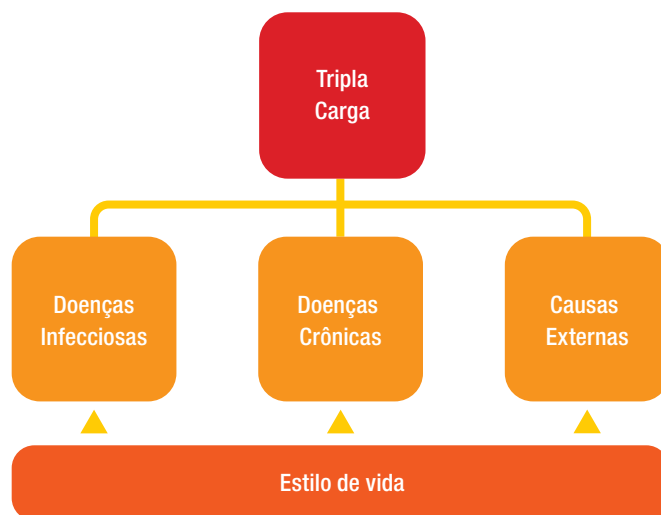 Tripla
Carga
Doenças
Infecciosas
Doenças
Crônicas
Causas
Externas
Estilo de vida